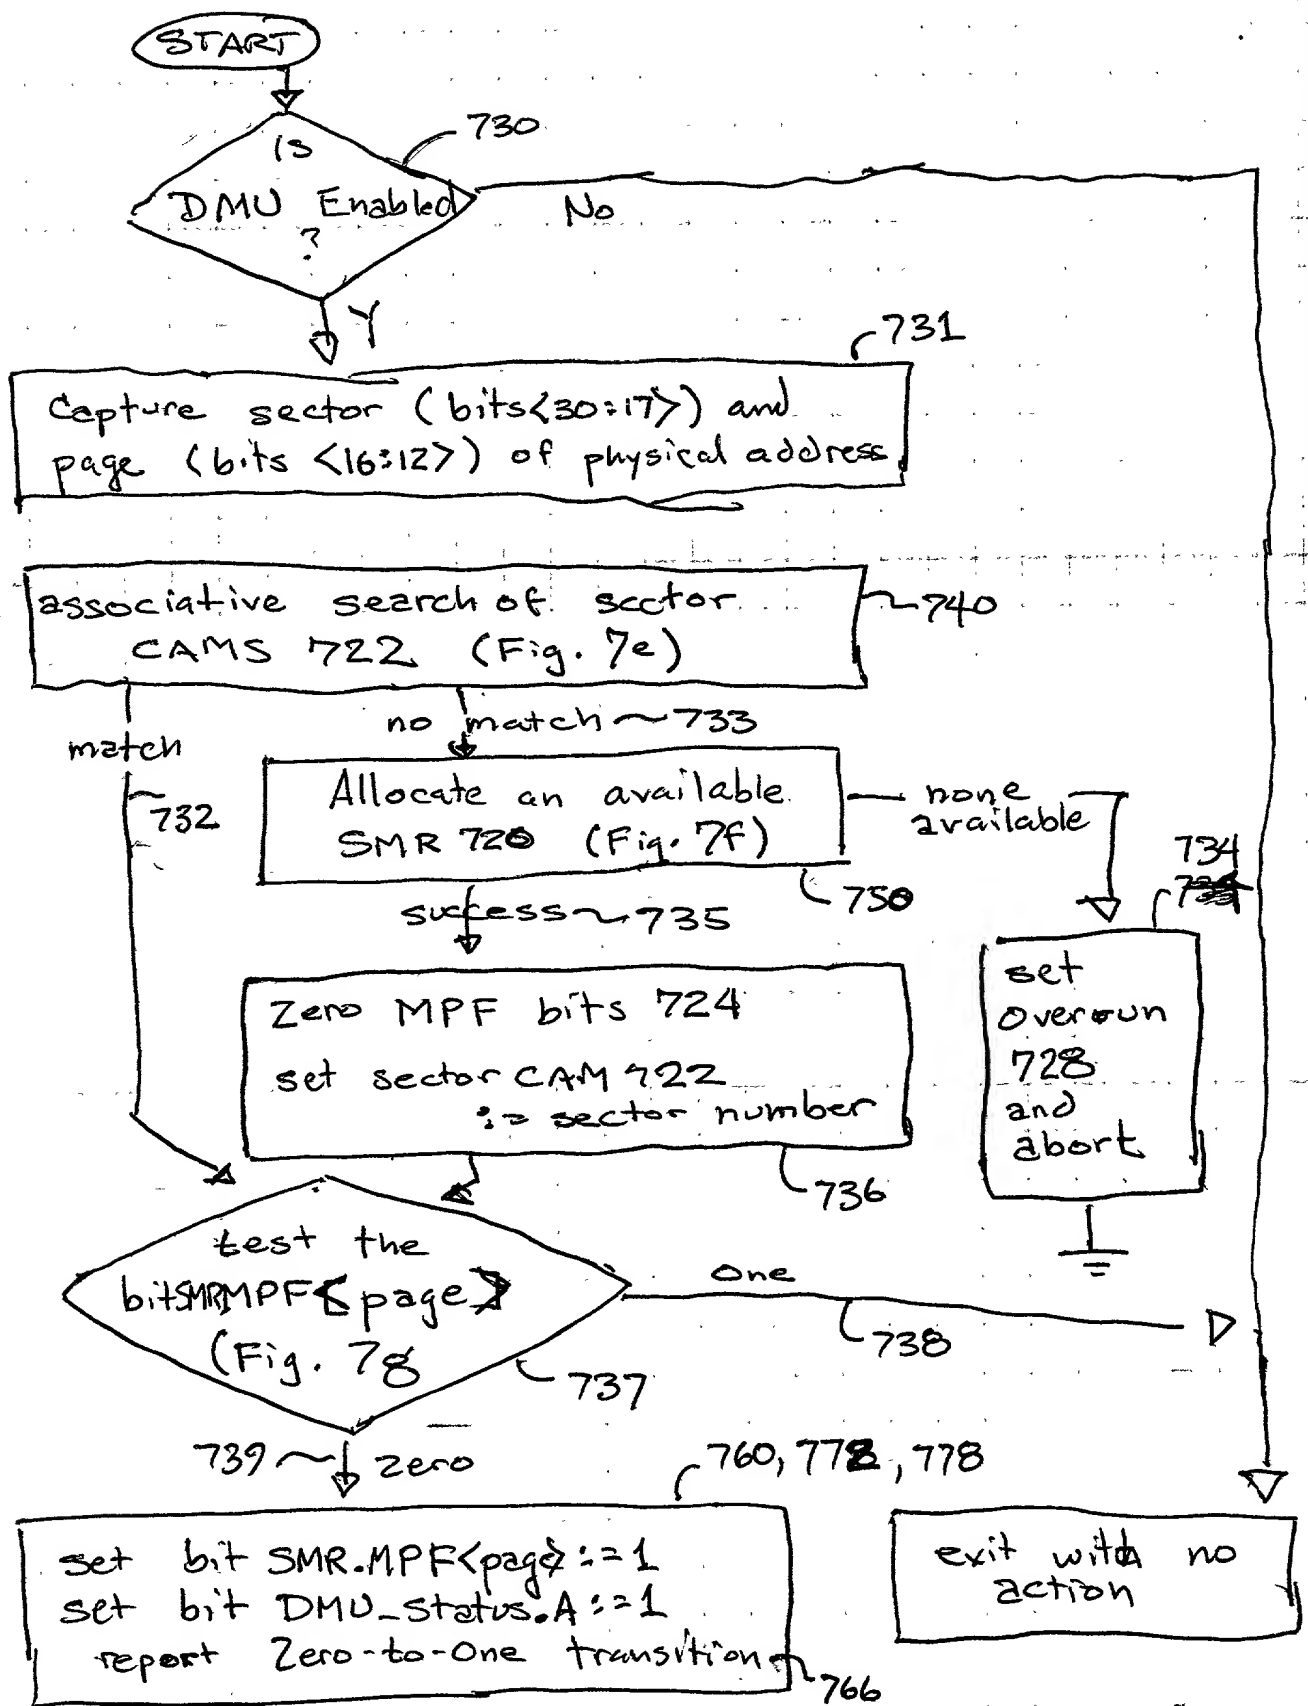 START
730
Is
DMU Enabled
?
No
Y
731
Capture sector (bits<30:17>) and
page (bits <16:12>) of physical address
associative search of sector
CAMS 722 (Fig. 7e)
740
match
no match ~ 733
732
Allocate an available
SMR 720 (Fig. 7f)
none
available
750
734
success ~ 735
Zero MPF bits 724
set sector CAM 722
:= sector number
736
set
overrun
728
and
abort
test the
bit SMR.MPF<page>
(Fig. 7g
One
738
737
739 ~ zero
760, 772, 778
set bit SMR.MPF<page> :=1
set bit DMU_Status.A :=1
report Zero-to-One transition
766
exit with no
action